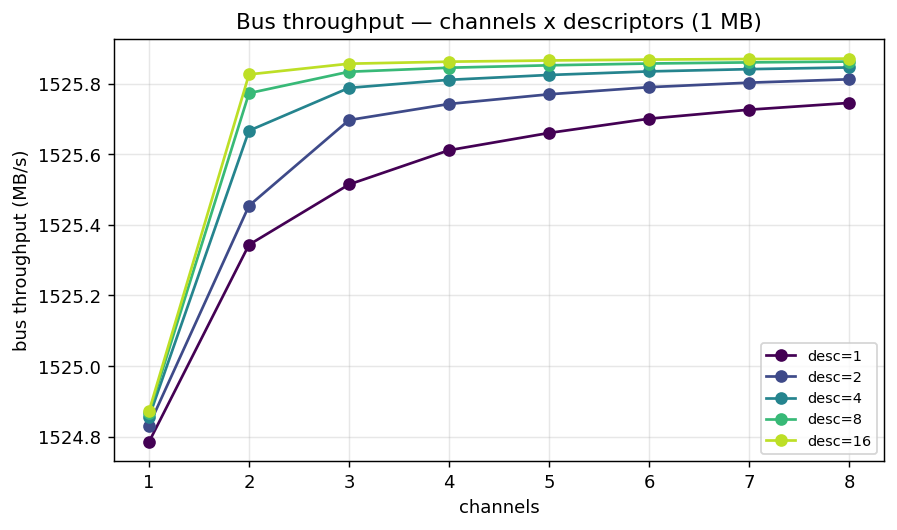 Bus throughput — channels x descriptors (1 MB)
bus throughput (MB/s)
1525.8
1525.6
1525.4
1525.2
1525.0
1524.8
1 2 3 4 5 6 7 8
channels
desc=1
desc=2
desc=4
desc=8
desc=16